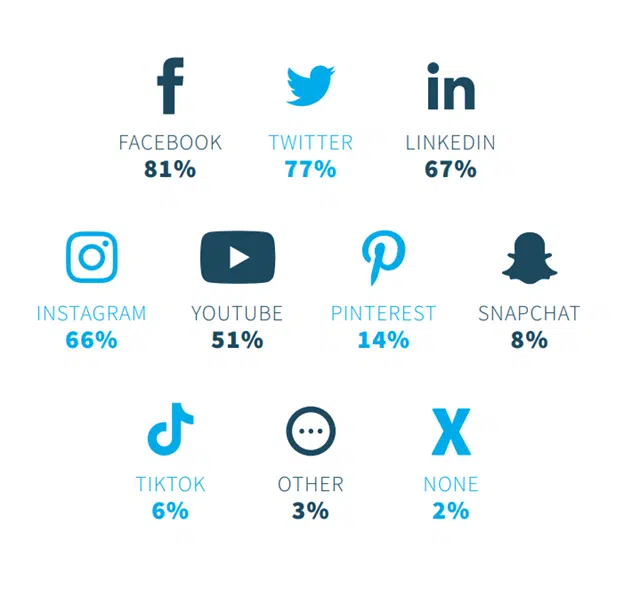 FACEBOOK TWITTER LINKEDIN
81% 77% 67%
INSTAGRAM YOUTUBE PINTEREST SNAPCHAT
66% 51% 14% 8%
TIKTOK OTHER NONE
6% 3% 2%